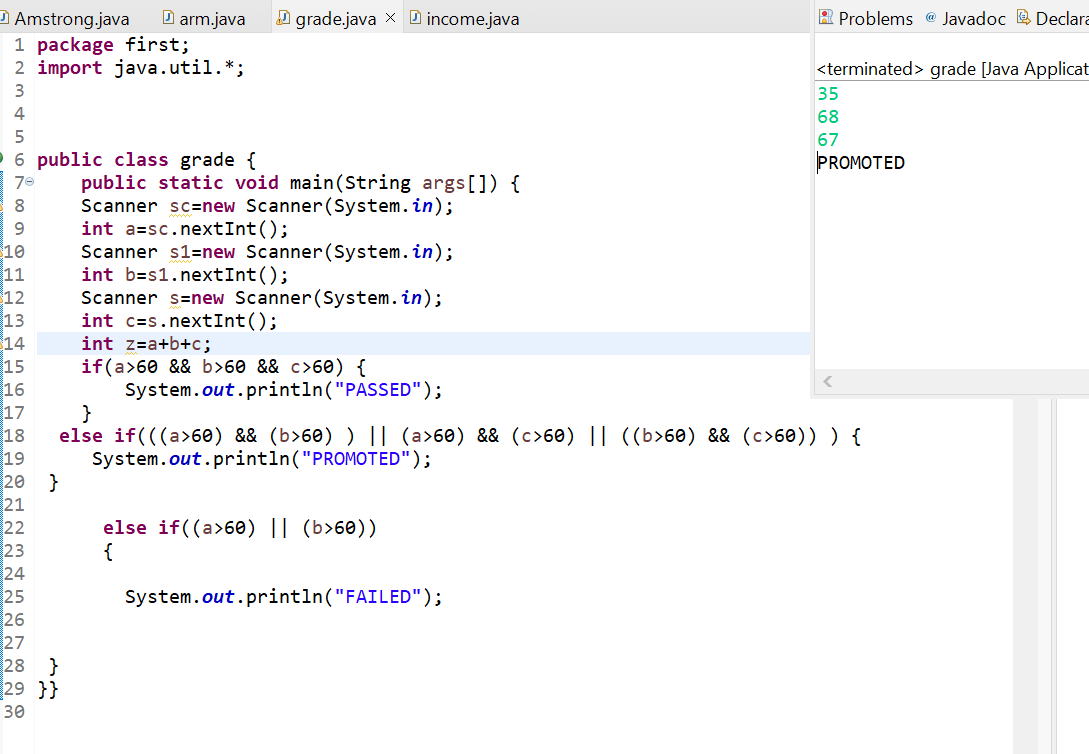 Amstrong.java arm.java grade.java income.java
1 package first;
2 import java.util.*;
3
4
5
6 public class grade {
7 public static void main(String args[]) {
8 Scanner sc=new Scanner(System.in);
9 int a=sc.nextInt();
10 Scanner s1=new Scanner(System.in);
11 int b=s1.nextInt();
12 Scanner s=new Scanner(System.in);
13 int c=s.nextInt();
14 int z=a+b+c;
15 if(a>60 && b>60 && c>60) {
16 System.out.println("PASSED");
17 }
18 else if(((a>60) && (b>60) ) || (a>60) && (c>60) || ((b>60) && (c>60)) ) {
19 System.out.println("PROMOTED");
20 }
21
22 else if((a>60) || (b>60))
23 {
24
25 System.out.println("FAILED");
26
27
28 }
29 }}
30
Problems @ Javadoc Declara
<terminated> grade [Java Applicat
35
68
67
PROMOTED